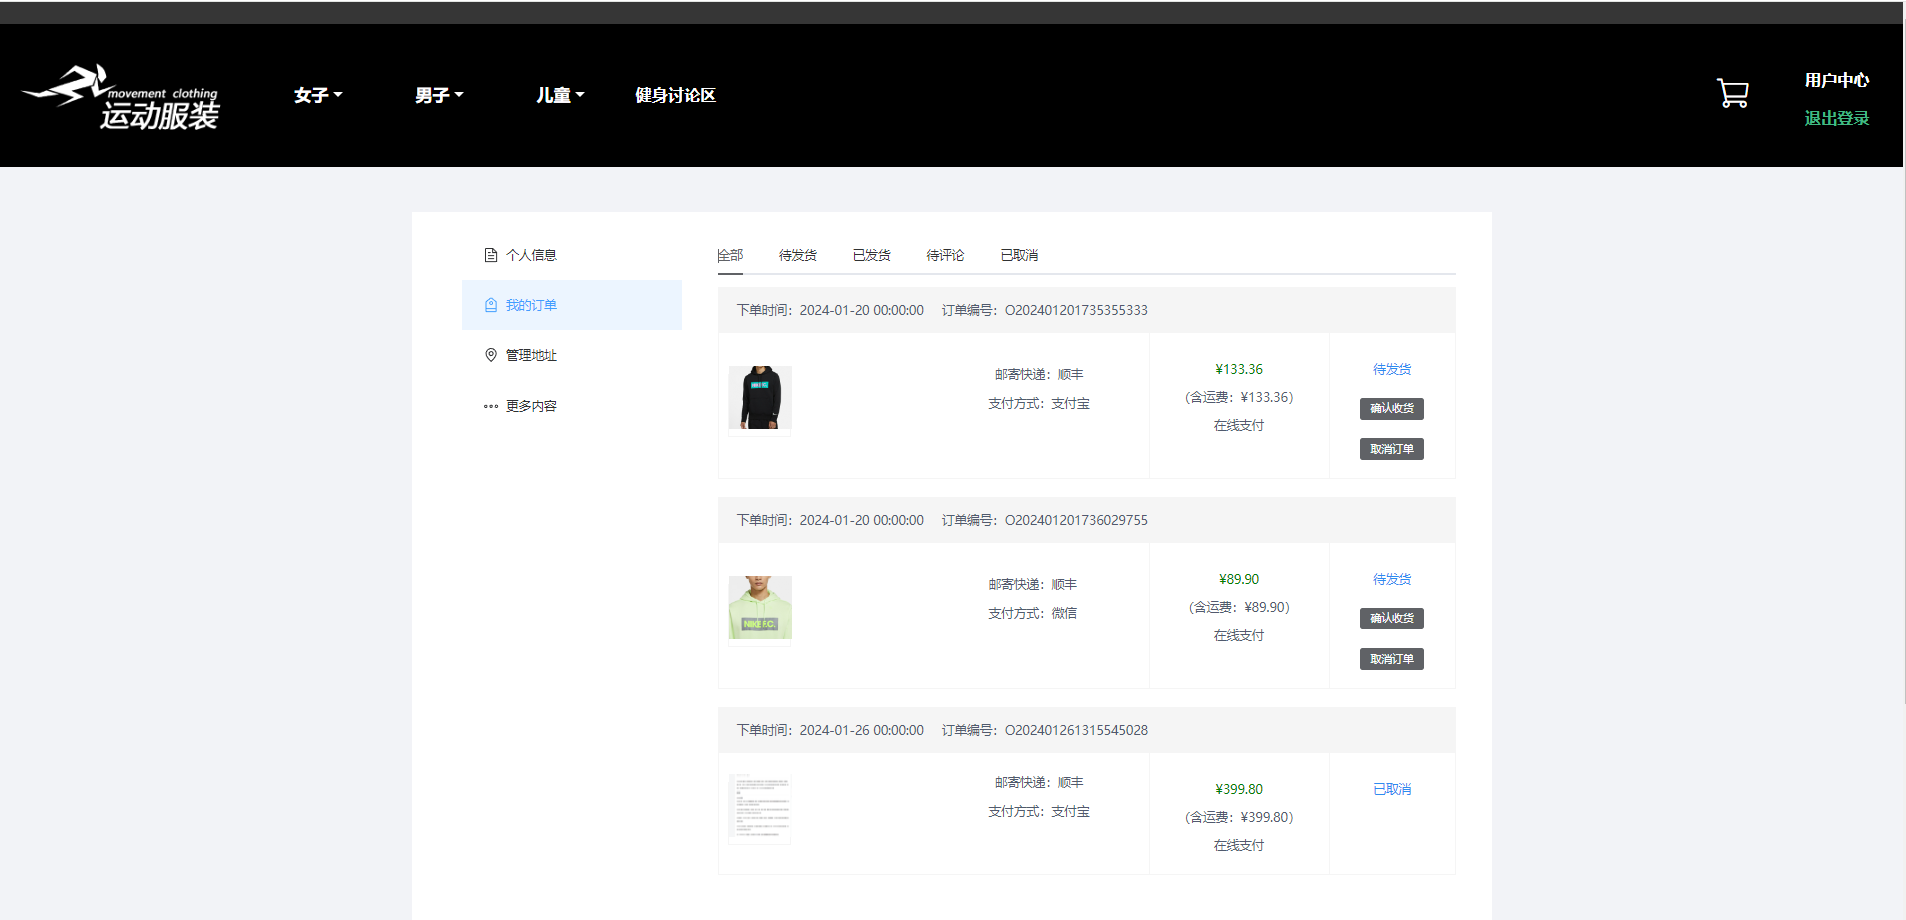 movement clothing
运动服装
女子
男子
儿童
健身讨论区
用户中心
退出登录
个人信息
我的订单
管理地址
更多内容
全部 待发货 已发货 待评论 已取消
下单时间：2024-01-20 00:00:00 订单编号：O202401201735355333
邮寄快递：顺丰
支付方式：支付宝
¥133.36
(含运费：¥133.36)
在线支付
待发货
确认收货
取消订单
下单时间：2024-01-20 00:00:00 订单编号：O202401201736029755
NIKE F.C.
邮寄快递：顺丰
支付方式：微信
¥89.90
(含运费：¥89.90)
在线支付
待发货
确认收货
取消订单
下单时间：2024-01-26 00:00:00 订单编号：O202401261315545028
邮寄快递：顺丰
支付方式：支付宝
¥399.80
(含运费：¥399.80)
在线支付
已取消